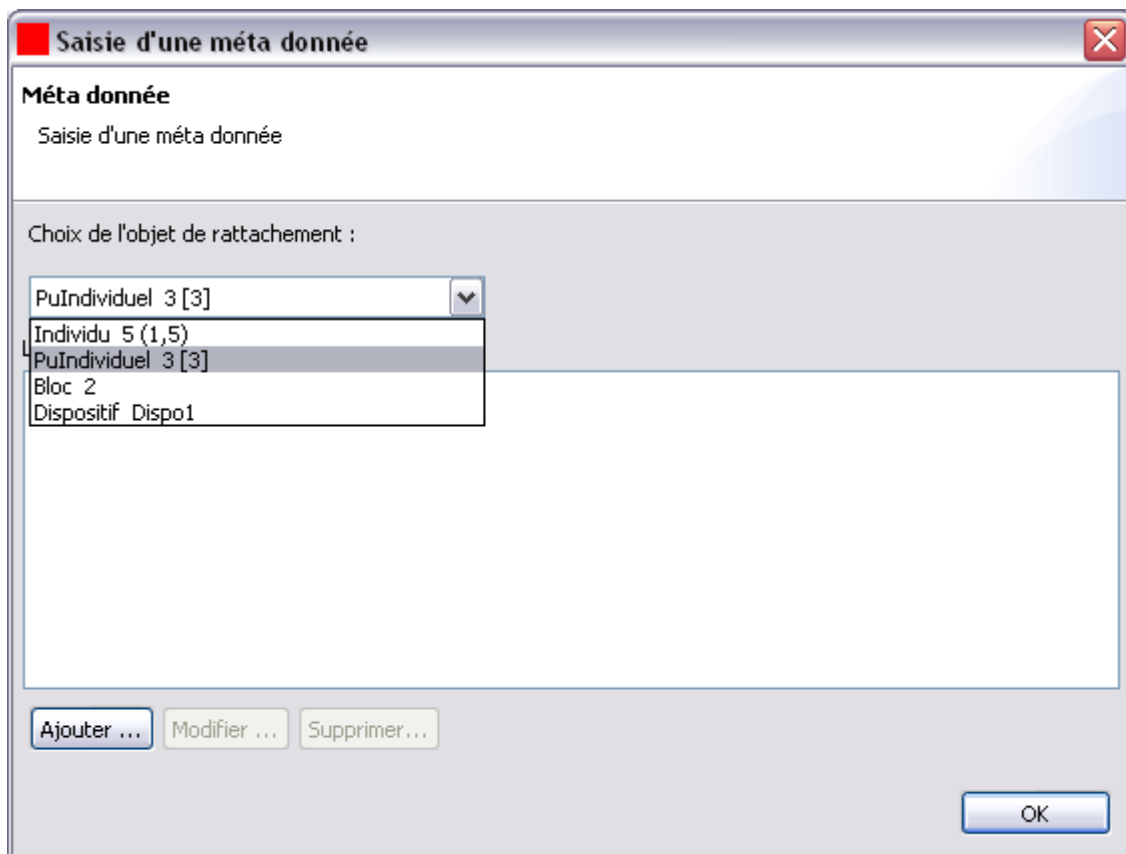 Saisie d'une méta donnée
Méta donnée
Saisie d'une méta donnée
Choix de l'objet de rattachement :
PuIndividuel 3 [3]
Individu 5 (1,5)
PuIndividuel 3 [3]
Bloc 2
Dispositif Dispo1
Ajouter ...
Modifier ...
Supprimer...
OK